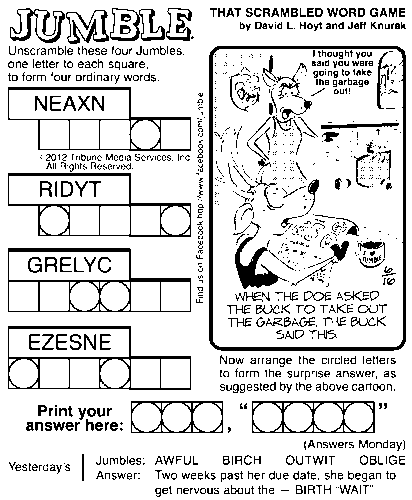 JUMBLE
THAT SCRAMBLED WORD GAME
by David L. Hoyt and Jeff Knurek
Unscramble these four Jumbles,
one letter to each square,
to form four ordinary words.
NEAXN
© 2012 Tribune Media Services, Inc.
All Rights Reserved.
RIDYT
GRELYC
EZESNE
Find us on Facebook http://www.facebook.com/jumble
I thought you
said you were
going to take
the garbage
out!
I ♥
JUMBLE
6/16
WHEN THE DOE ASKED
THE BUCK TO TAKE OUT
THE GARBAGE, THE BUCK
SAID THIS.
Now arrange the circled letters
to form the surprise answer, as
suggested by the above cartoon.
Print your
answer here: , “ ”
(Answers Monday)
Yesterday's
Jumbles: AWFUL BIRCH OUTWIT OBLIGE
Answer: Two weeks past her due date, she began to
get nervous about the — BIRTH “WAIT”